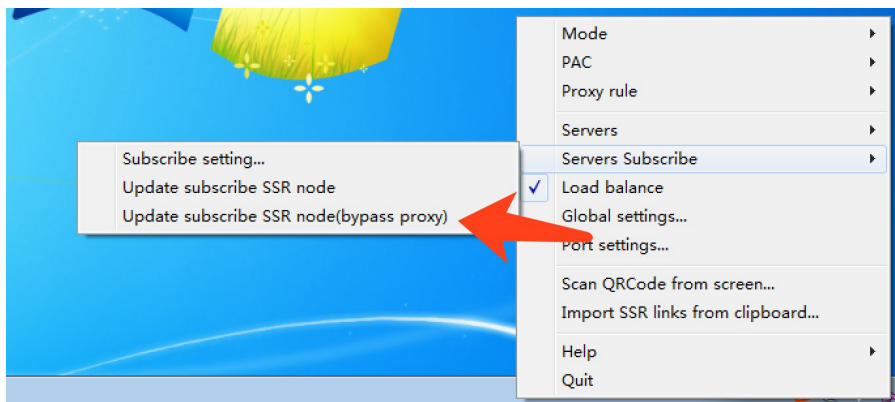 Mode
PAC
Proxy rule
Servers
Servers Subscribe
Load balance
Global settings...
Port settings...
Scan QRCode from screen...
Import SSR links from clipboard...
Help
Quit
Subscribe setting...
Update subscribe SSR node
Update subscribe SSR node(bypass proxy)